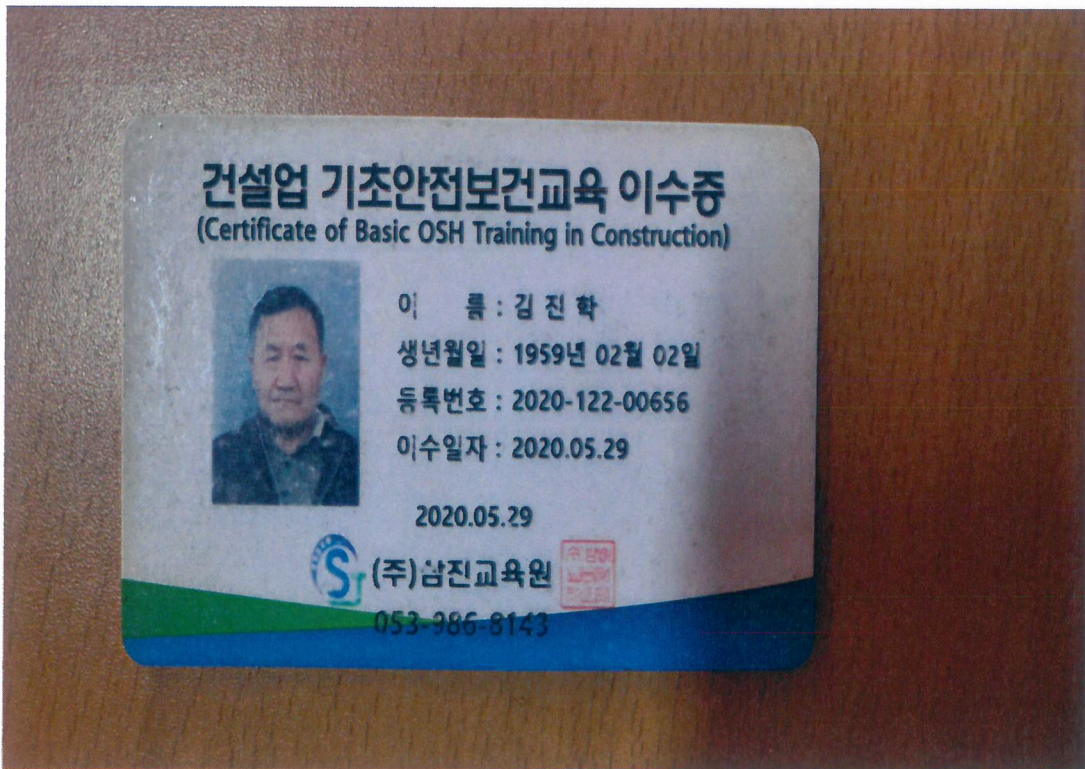 건설업 기초안전보건교육 이수증
(Certificate of Basic OSH Training in Construction)
이 름 : 김진학
생년월일 : 1959년 02월 02일
등록번호 : 2020-122-00656
이수일자 : 2020.05.29
2020.05.29
(주)삼진교육원
053-986-8143